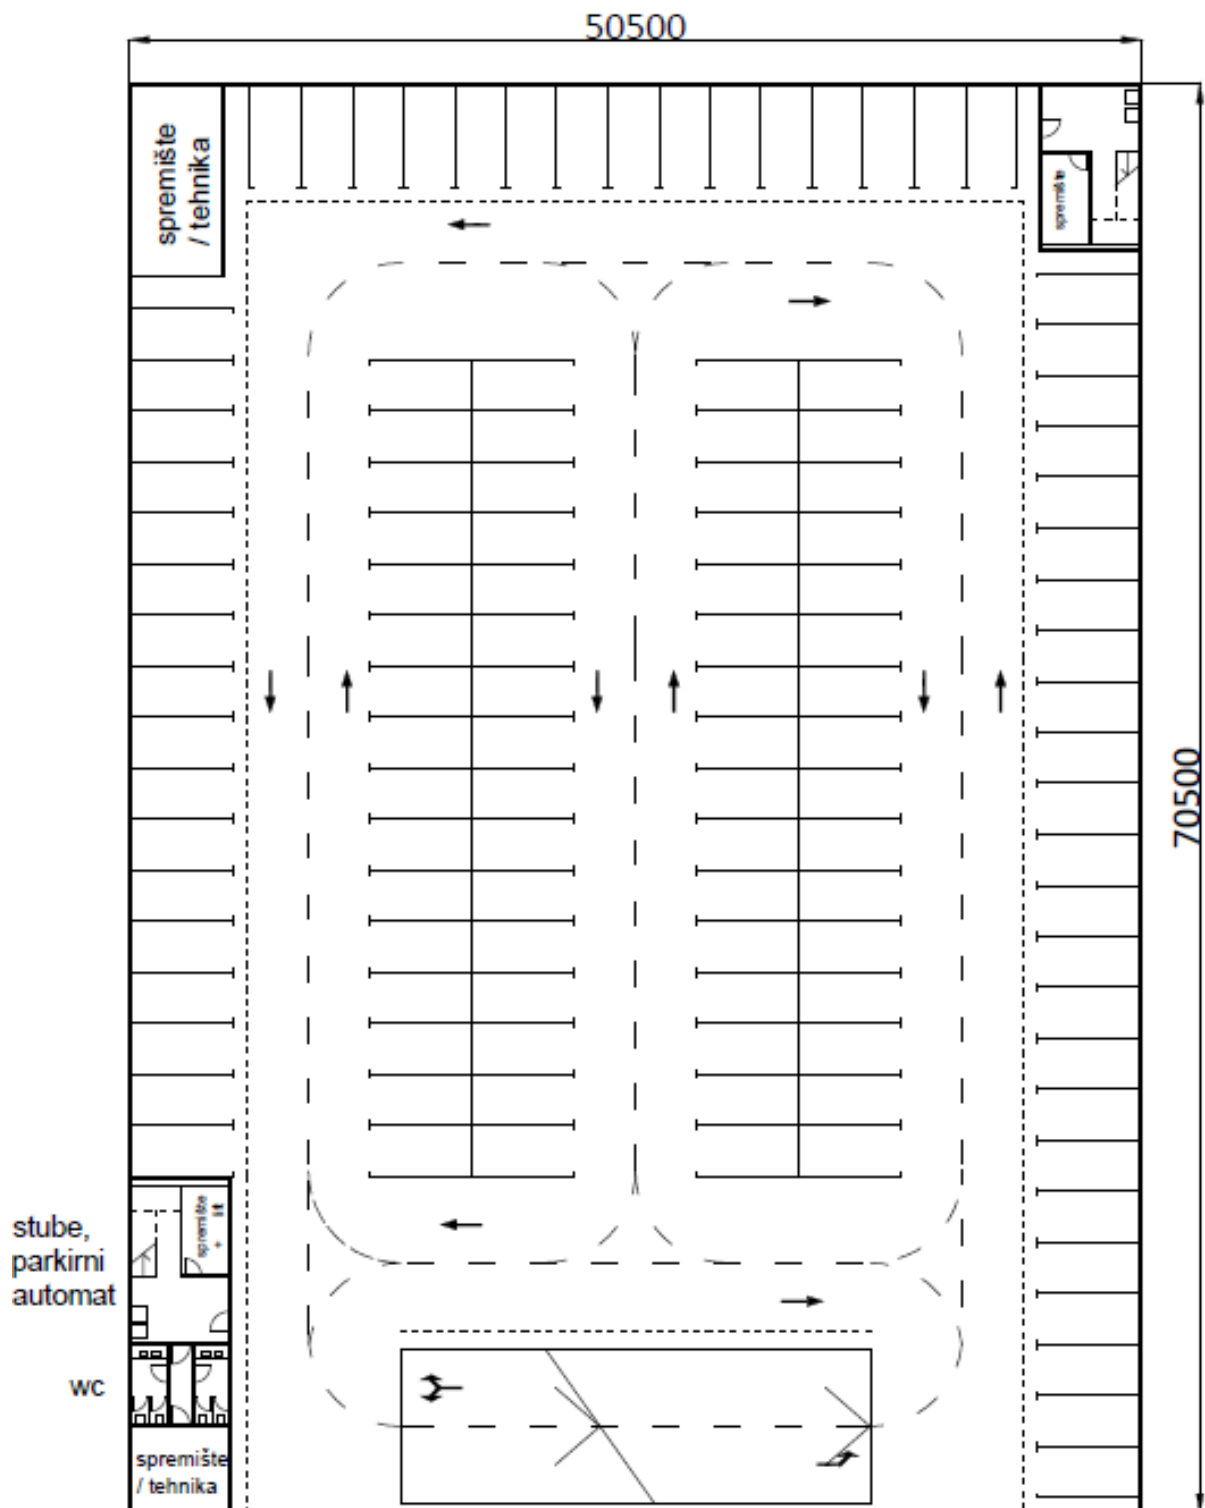 50500
spremište
/ tehnika
spremište
70500
stube,
parkirni
automat
spremište
+ lift
wc
spremište
/ tehnika